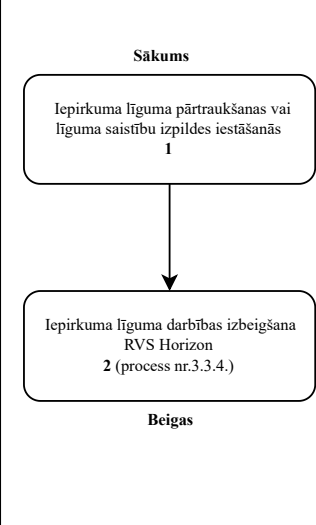 Sākums
Iepirkuma līguma pārtraukšanas vai
līguma saistību izpildes iestāšanās
1
Iepirkuma līguma darbības izbeigšana
RVS Horizon
2 (process nr.3.3.4.)
Beigas